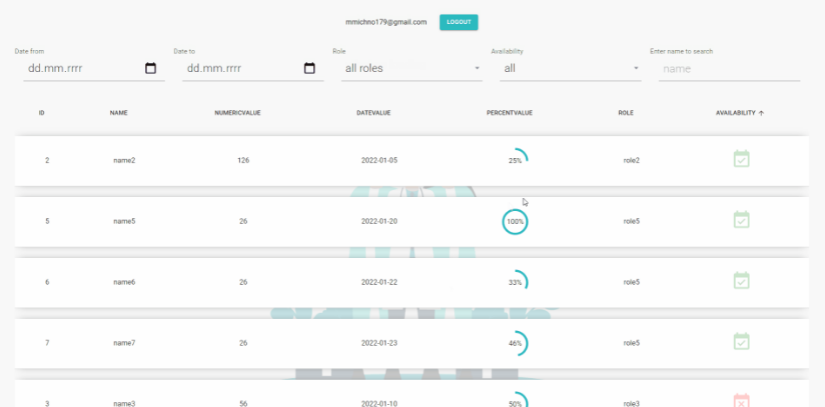 mmichno179@gmail.com LOGOUT
Date from Date to Role Availability Enter name to search
dd.mm.rrrr dd.mm.rrrr all roles all name
ID NAME NUMERICVALUE DATEVALUE PERCENTVALUE ROLE AVAILABILITY
2 name2 126 2022-01-05 25% role2
5 name5 26 2022-01-20 100% role5
6 name6 26 2022-01-22 33% role5
7 name7 26 2022-01-23 46% role5
3 name3 56 2022-01-10 50% role3